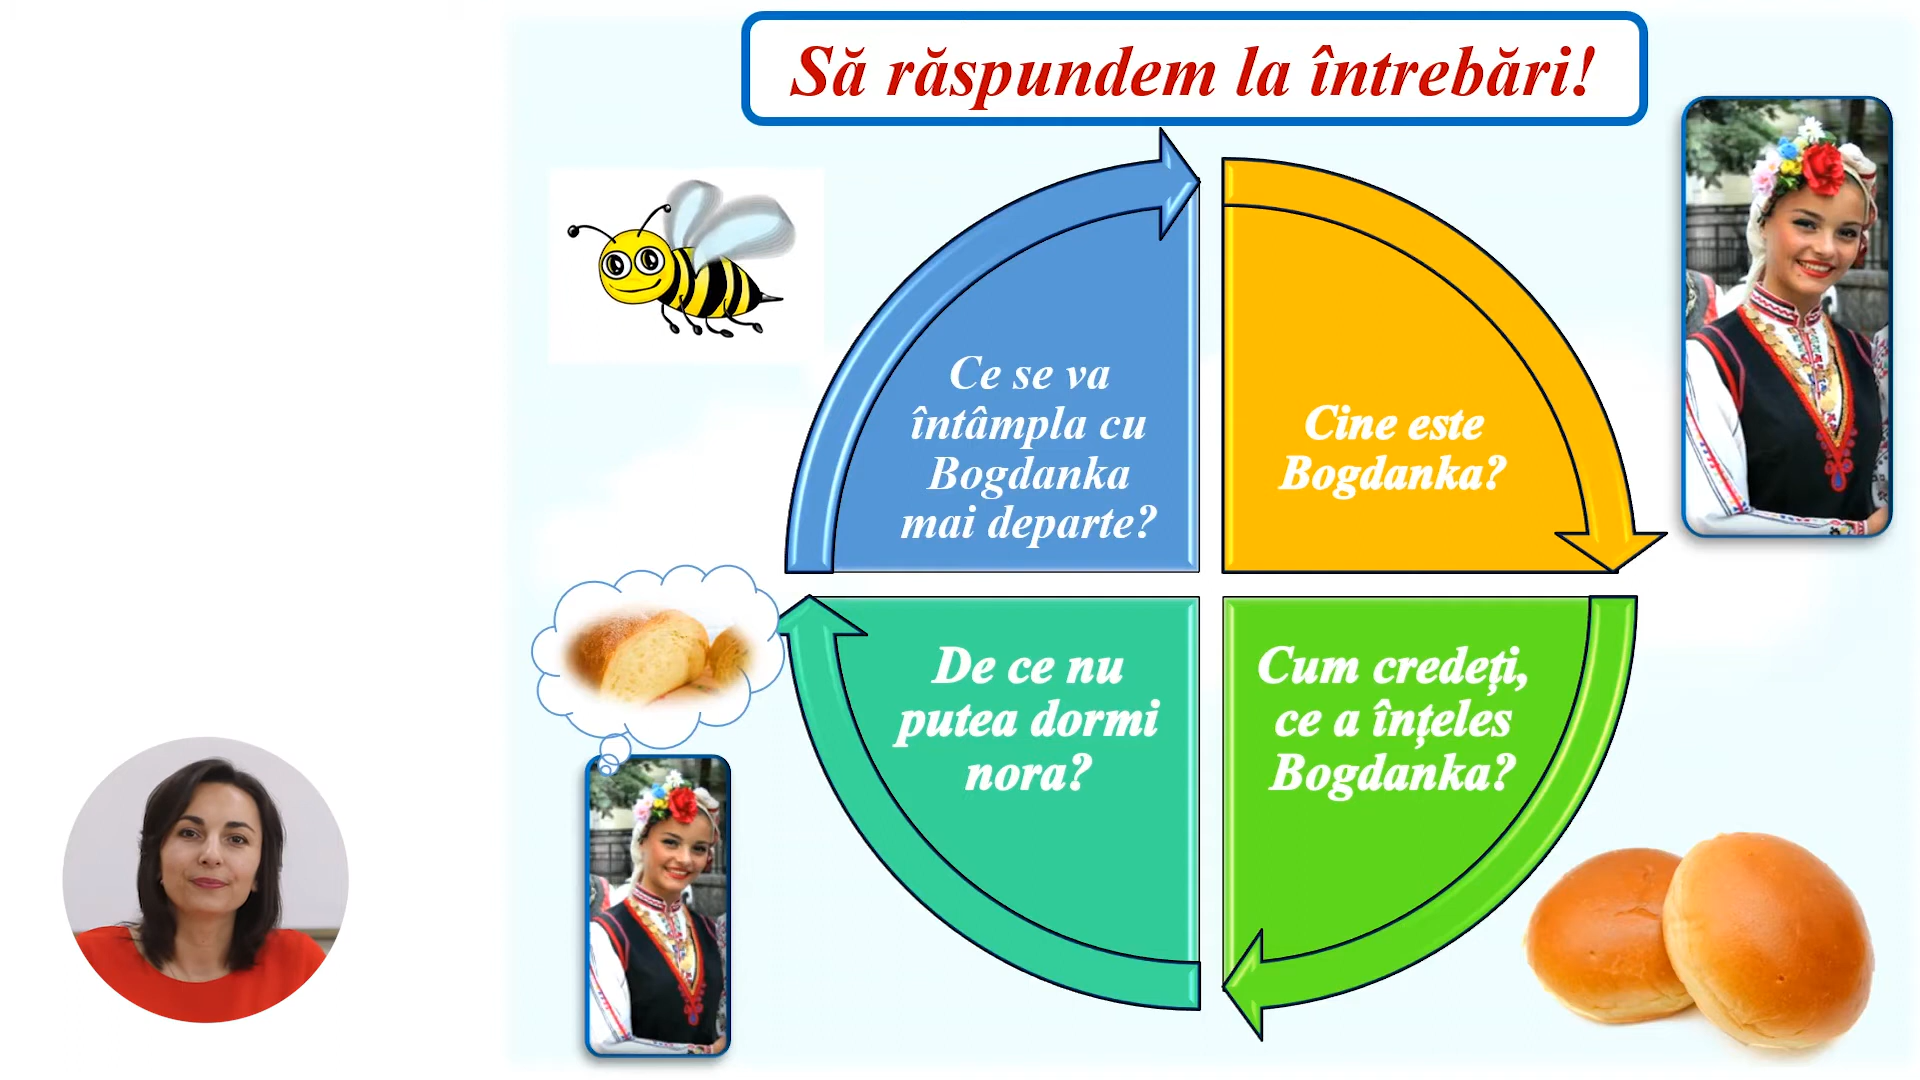 Să răspundem la întrebări!
Ce se va
întâmpla cu
Bogdanka
mai departe?
Cine este
Bogdanka?
De ce nu
putea dormi
nora?
Cum credeți,
ce a înțeles
Bogdanka?